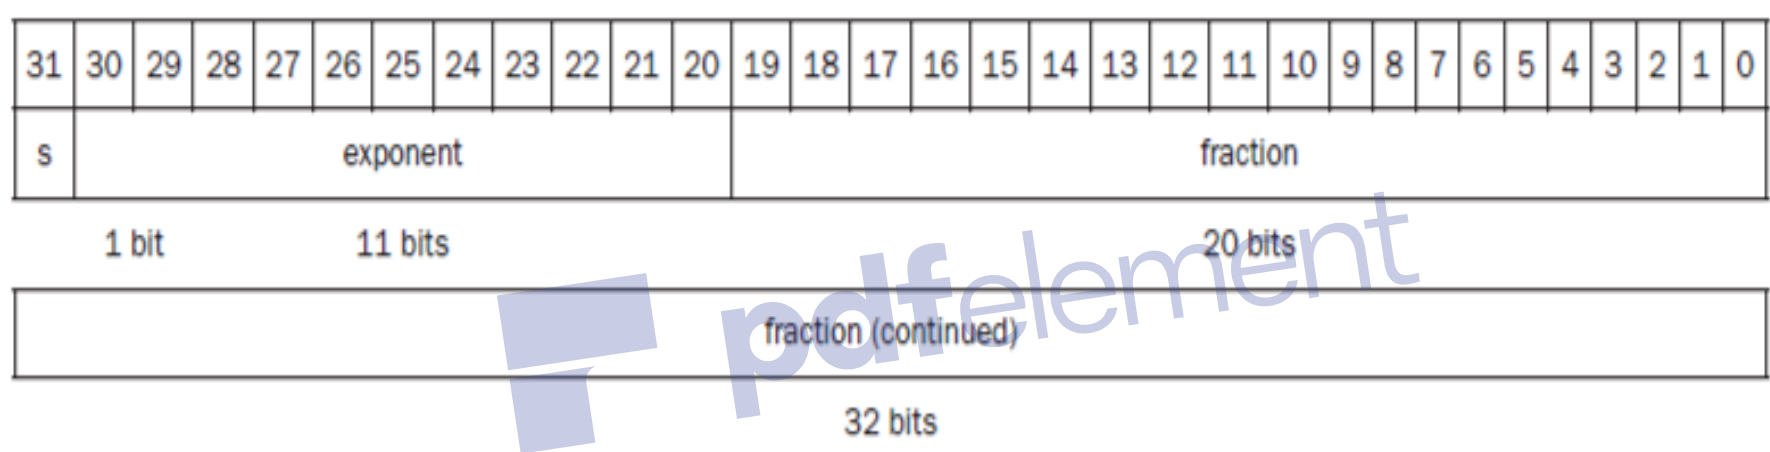 31 30 29 28 27 26 25 24 23 22 21 20 19 18 17 16 15 14 13 12 11 10 9 8 7 6 5 4 3 2 1 0
s exponent fraction
1 bit 11 bits 20 bits
pdfelement
fraction (continued)
32 bits